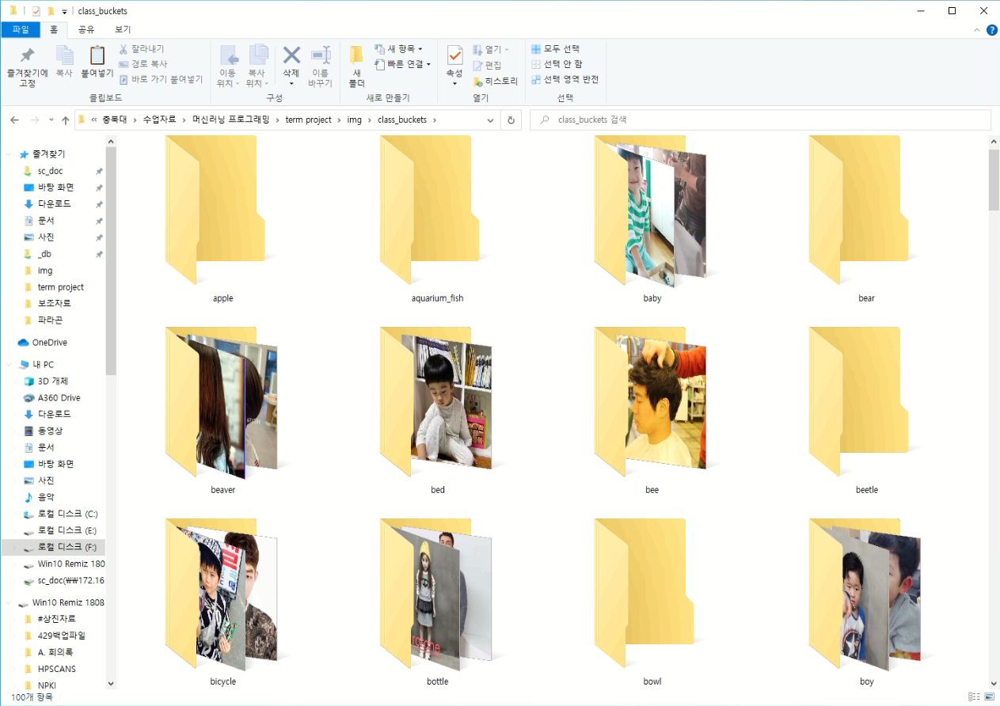 class_buckets
파일 홈 공유 보기
즐겨찾기에 고정
복사
붙여넣기
잘라내기
경로 복사
바로 가기 붙여넣기
클립보드
이동 위치
복사 위치
삭제
이름 바꾸기
구성
새 폴더
새 항목
빠른 연결
새로 만들기
속성
열기
편집
히스토리
열기
모두 선택
선택 안 함
선택 영역 반전
선택
« 충북대 › 수업자료 › 머신러닝 프로그래밍 › term project › img › class_buckets ›
class_buckets 검색
즐겨찾기
sc_doc
바탕 화면
다운로드
문서
사진
_db
img
term project
보조자료
파라곤
OneDrive
내 PC
3D 개체
A360 Drive
다운로드
동영상
문서
바탕 화면
사진
음악
로컬 디스크 (C:)
로컬 디스크 (E:)
로컬 디스크 (F:)
Win10 Remiz 180
sc_doc(₩₩172.16
Win10 Remiz 1808
#상진자료
429백업파일
A. 회의록
HPSCANS
NPKI
apple
aquarium_fish
baby
bear
beaver
bed
bee
beetle
bicycle
bottle
bowl
boy
100개 항목